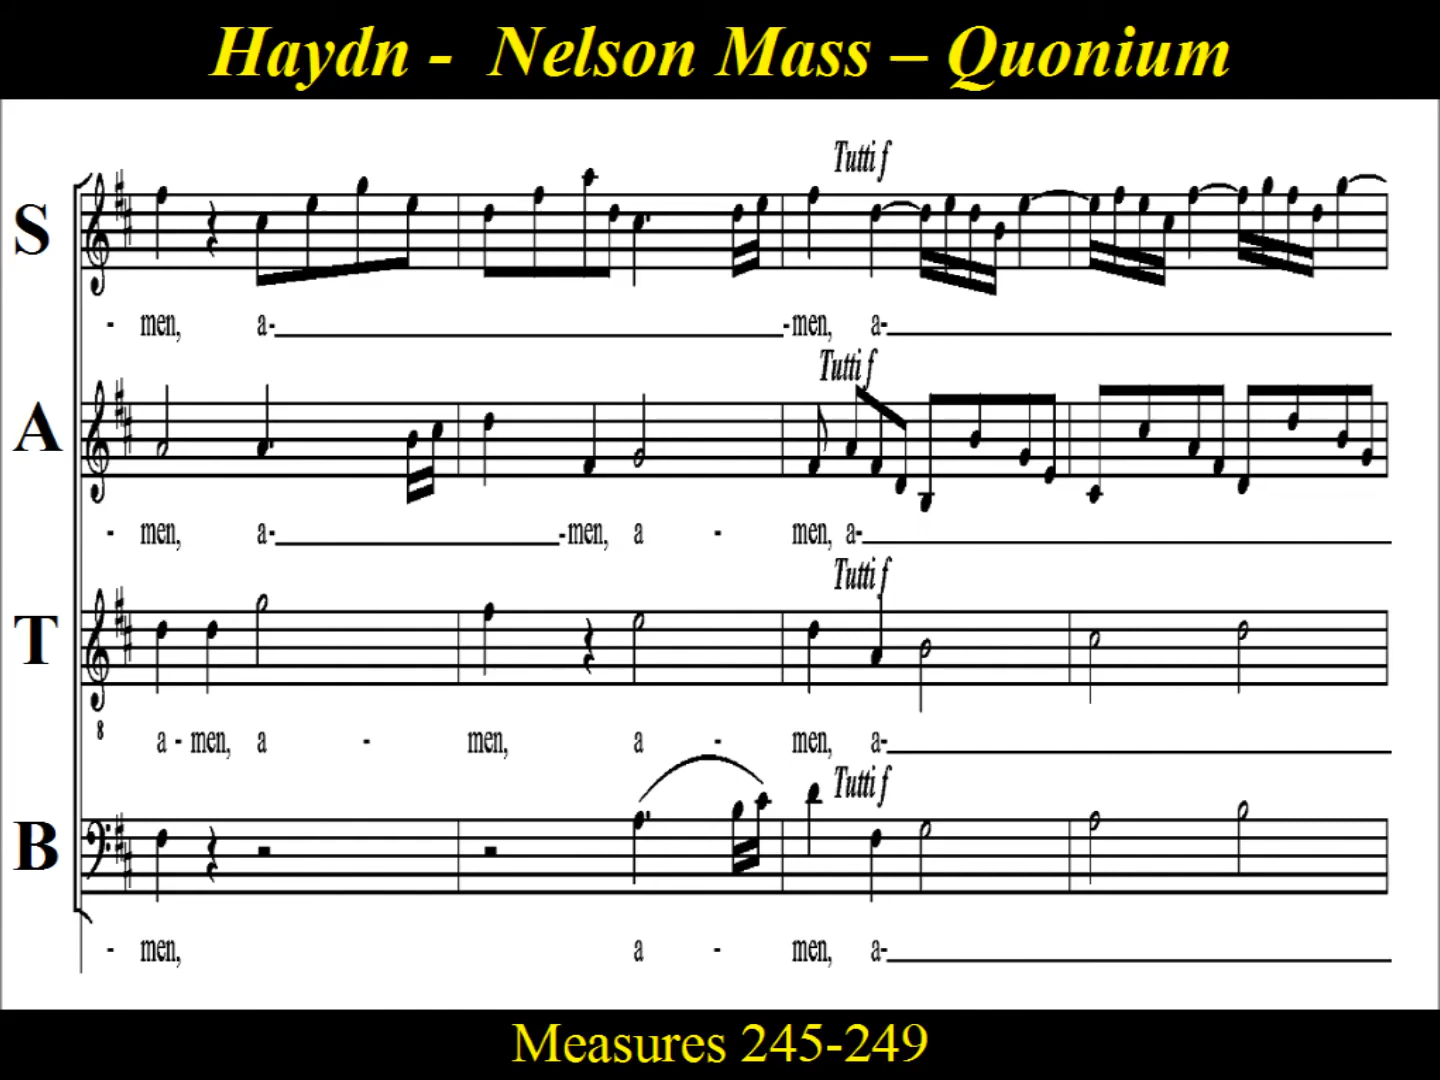 Haydn - Nelson Mass – Quonium
Tutti f
S
- men, a- -men, a-
Tutti f
A
- men, a- -men, a - men, a-
Tutti f
T
8 a - men, a - men, a - men, a-
Tutti f
B
- men, a - men, a-
Measures 245-249